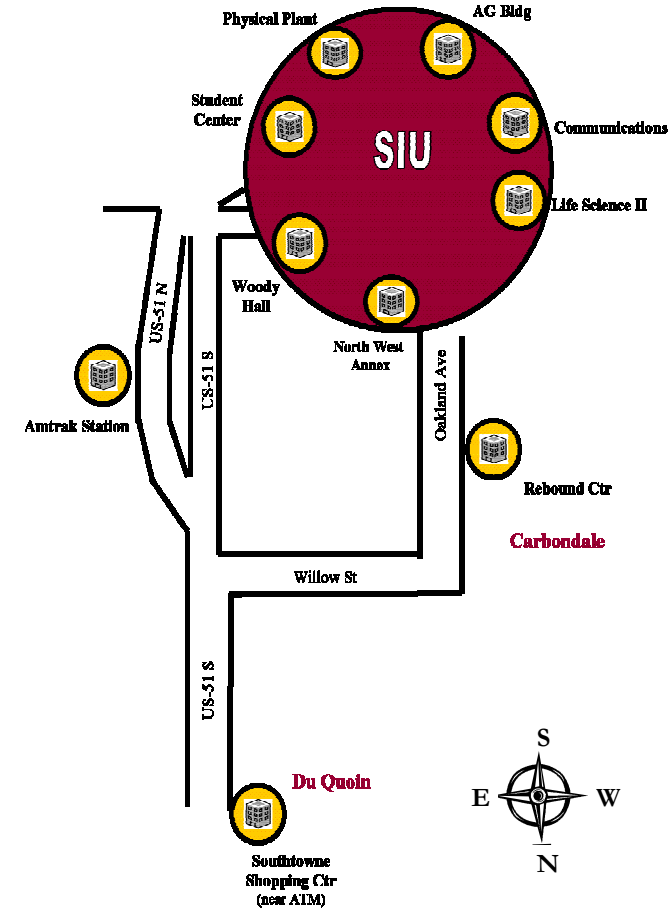 Physical Plant
AG Bldg
Student
Center
Communications
SIU
Life Science II
Woody
Hall
North West
Annex
US-51 N
US-51 S
Oakland Ave
Amtrak Station
Rebound Ctr
Carbondale
Willow St
US-51 S
Du Quoin
S
E
W
N
Southtowne
Shopping Ctr
(near ATM)